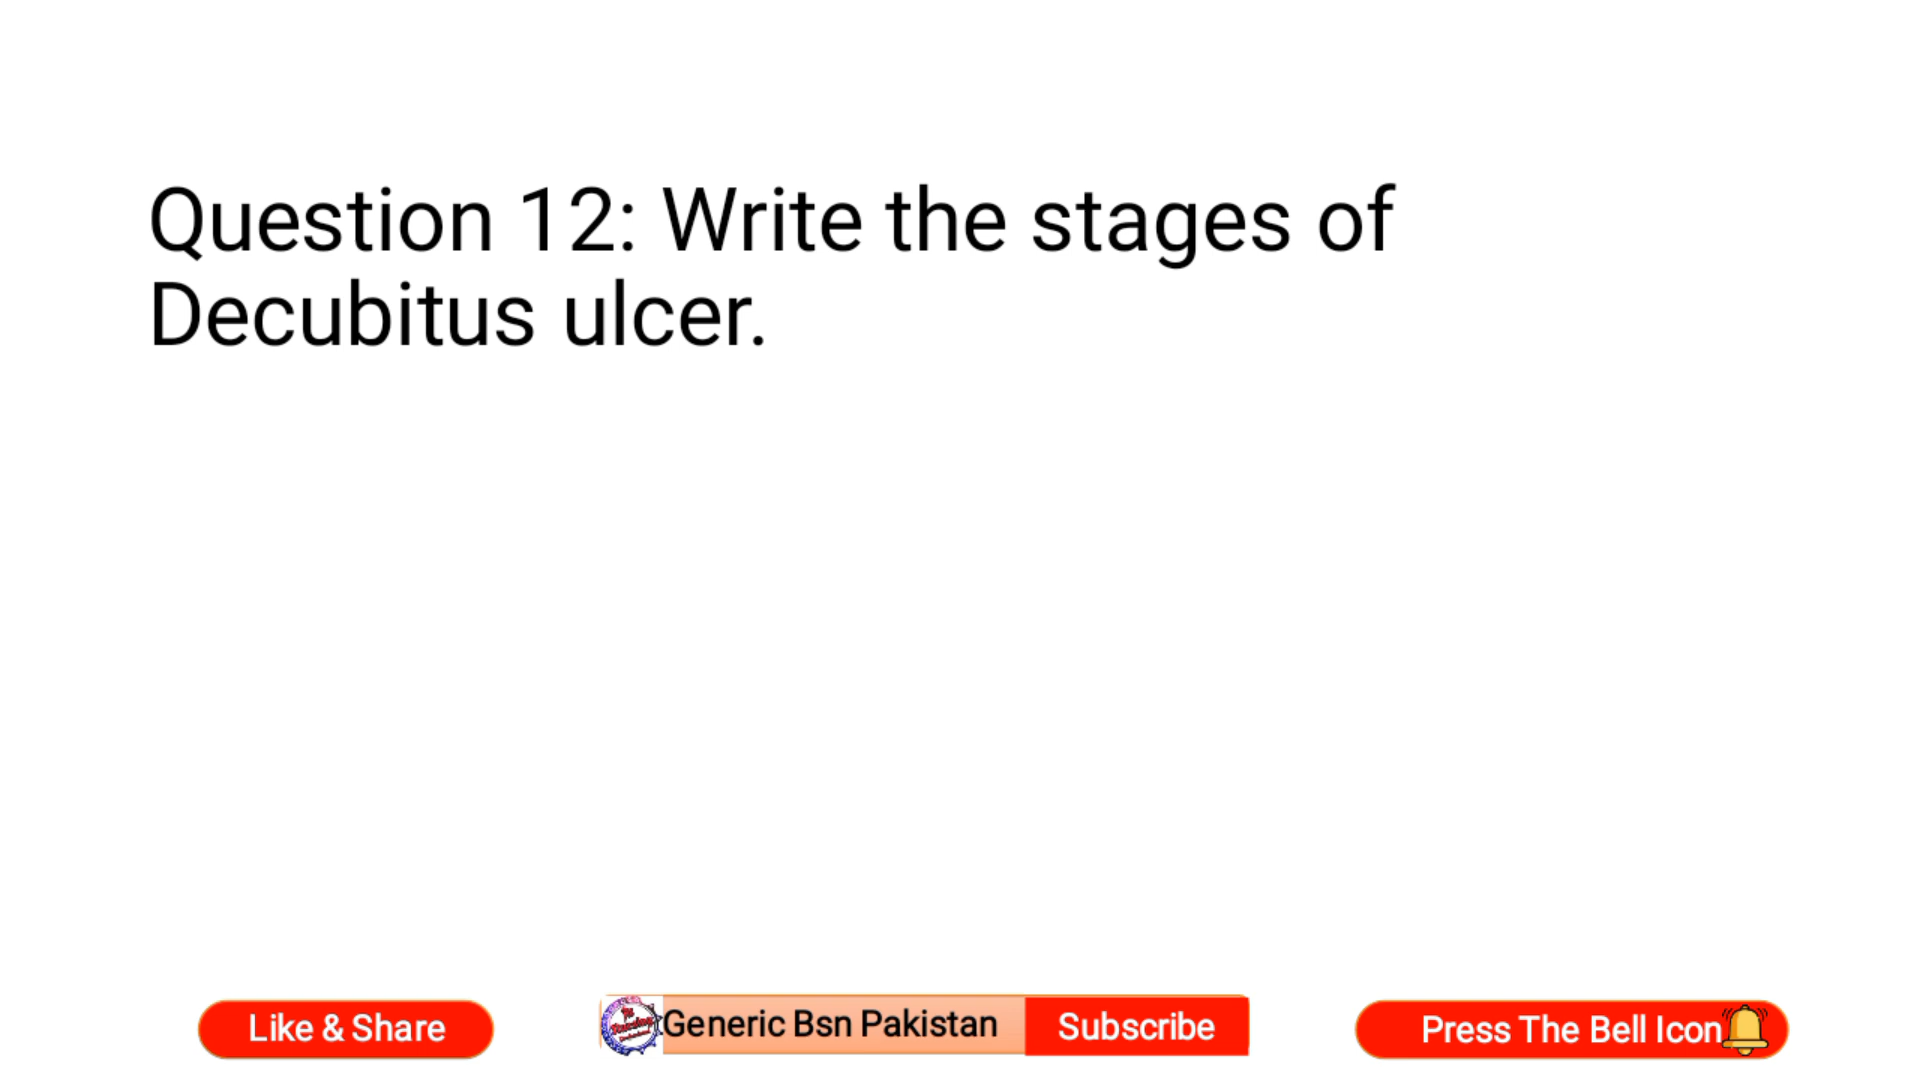 Question 12: Write the stages of
Decubitus ulcer.
Like & Share
Generic Bsn Pakistan
Subscribe
Press The Bell Icon